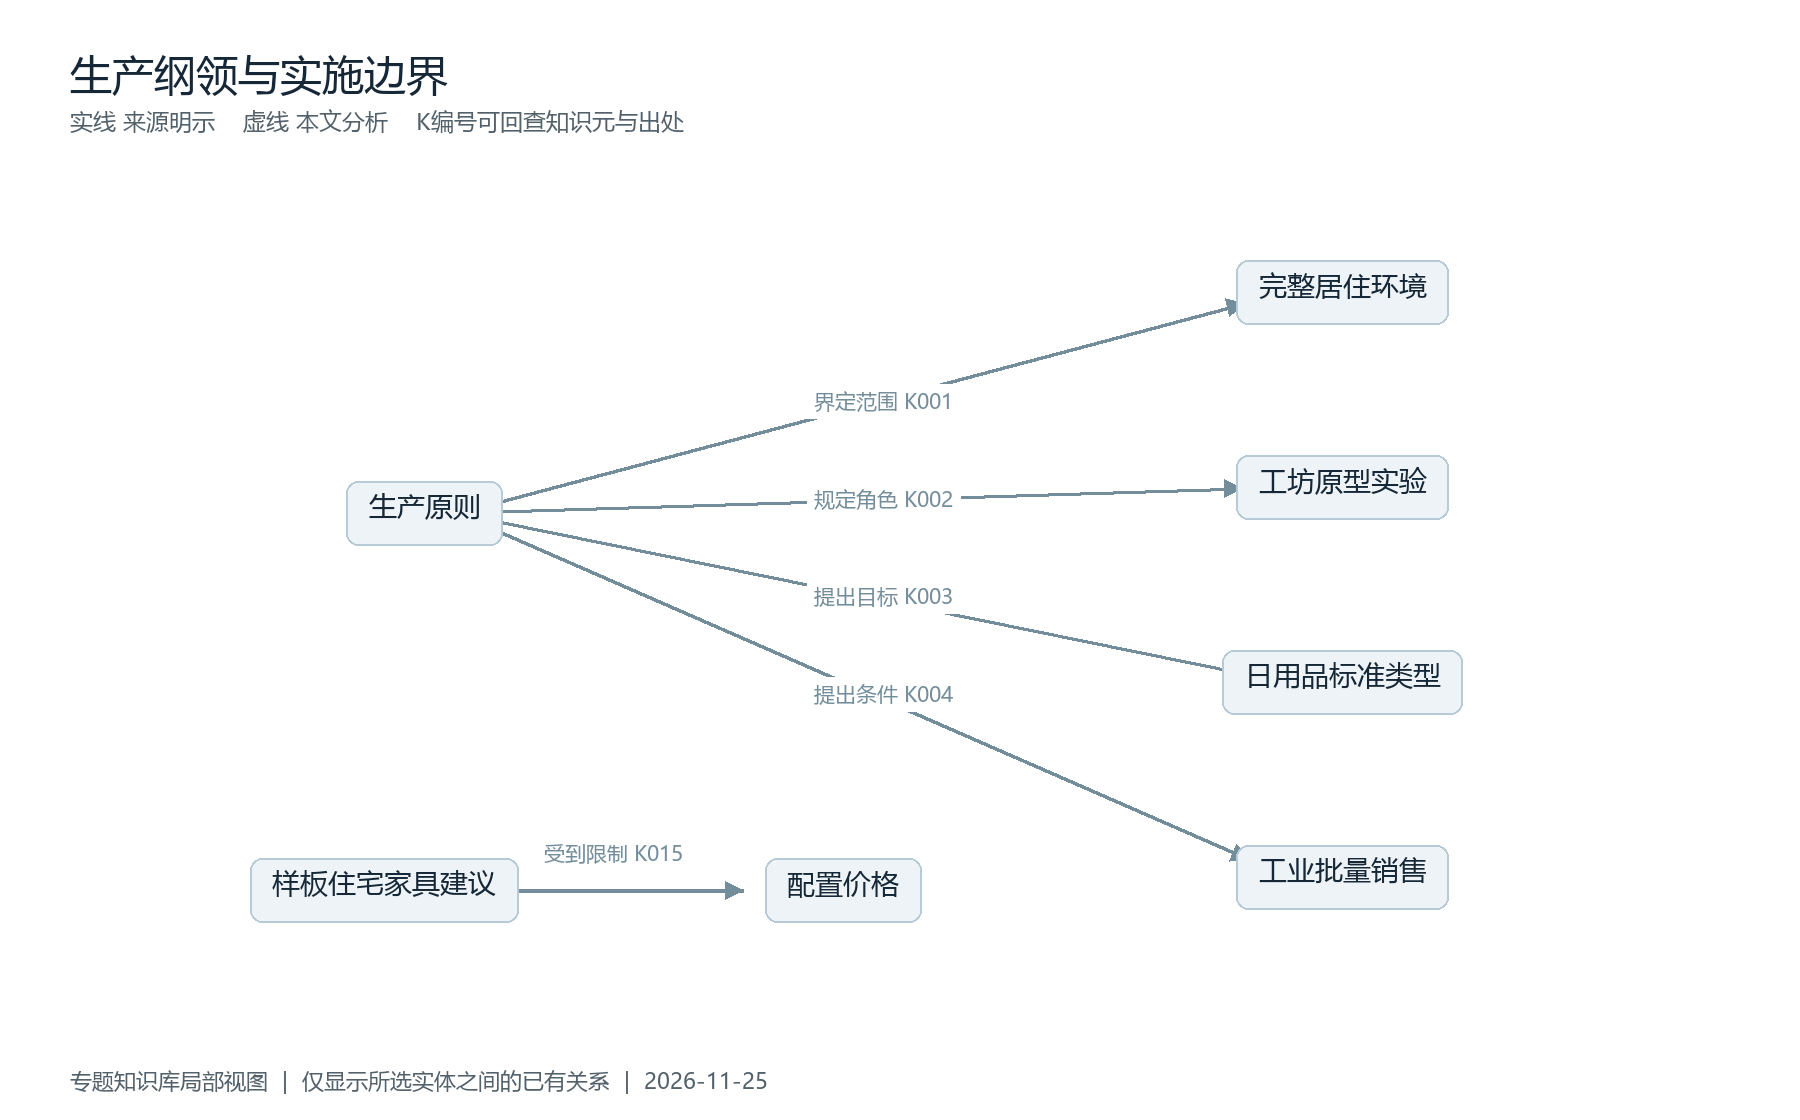 生产纲领与实施边界
实线 来源明示 虚线 本文分析 K编号可回查知识元与出处
完整居住环境
界定范围 K001
工坊原型实验
规定角色 K002
生产原则
提出目标 K003
日用品标准类型
提出条件 K004
受到限制 K015
工业批量销售
样板住宅家具建议
配置价格
专题知识库局部视图 | 仅显示所选实体之间的已有关系 | 2026-11-25